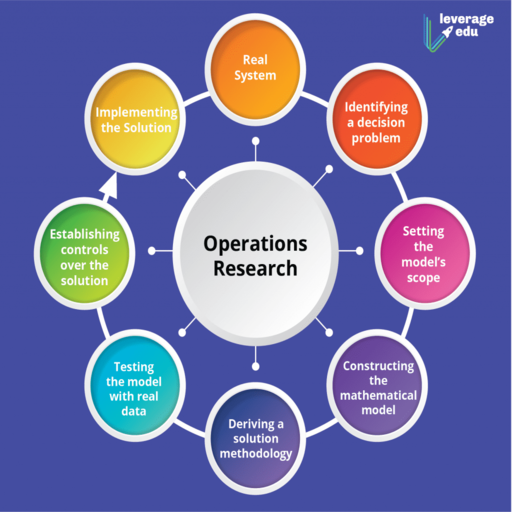 leverage
edu
Operations
Research
Real
System
Identifying
a decision
problem
Setting
the
model's
scope
Constructing
the
mathematical
model
Deriving a
solution
methodology
Testing
the model
with real
data
Establishing
controls
over the
solution
Implementing
the Solution